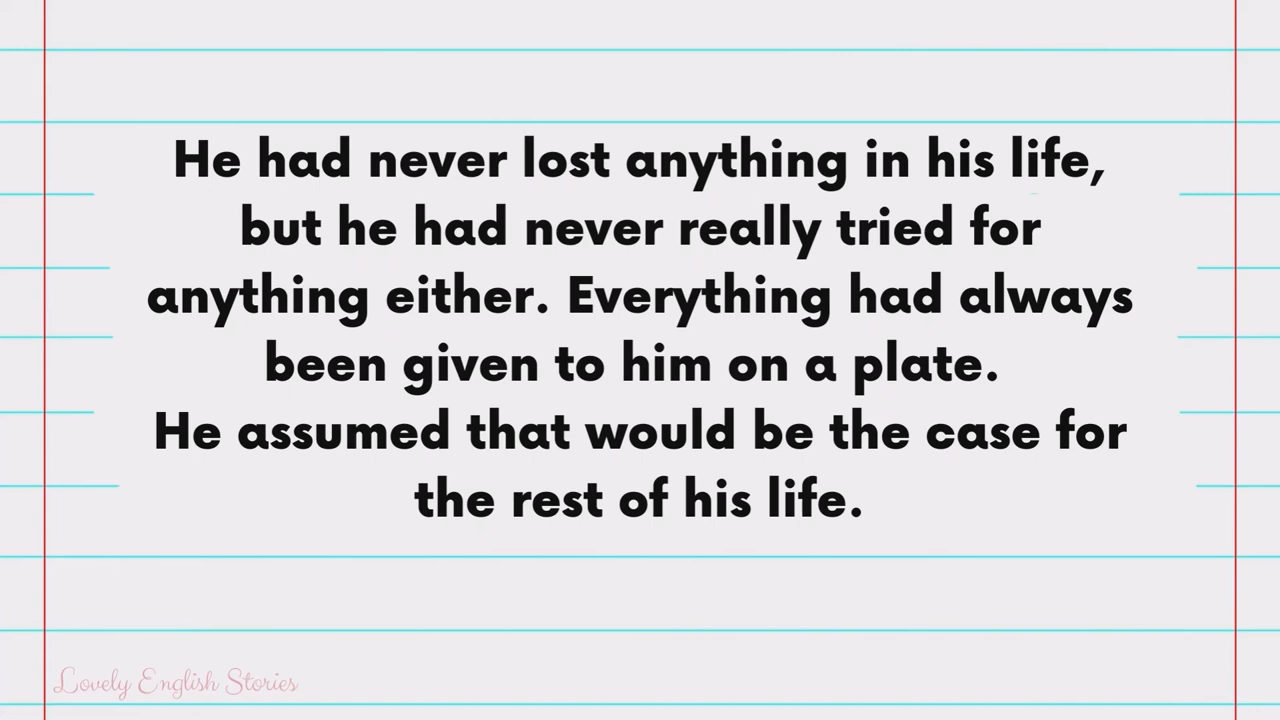 He had never lost anything in his life,
but he had never really tried for
anything either. Everything had always
been given to him on a plate.
He assumed that would be the case for
the rest of his life.
Lovely English Stories